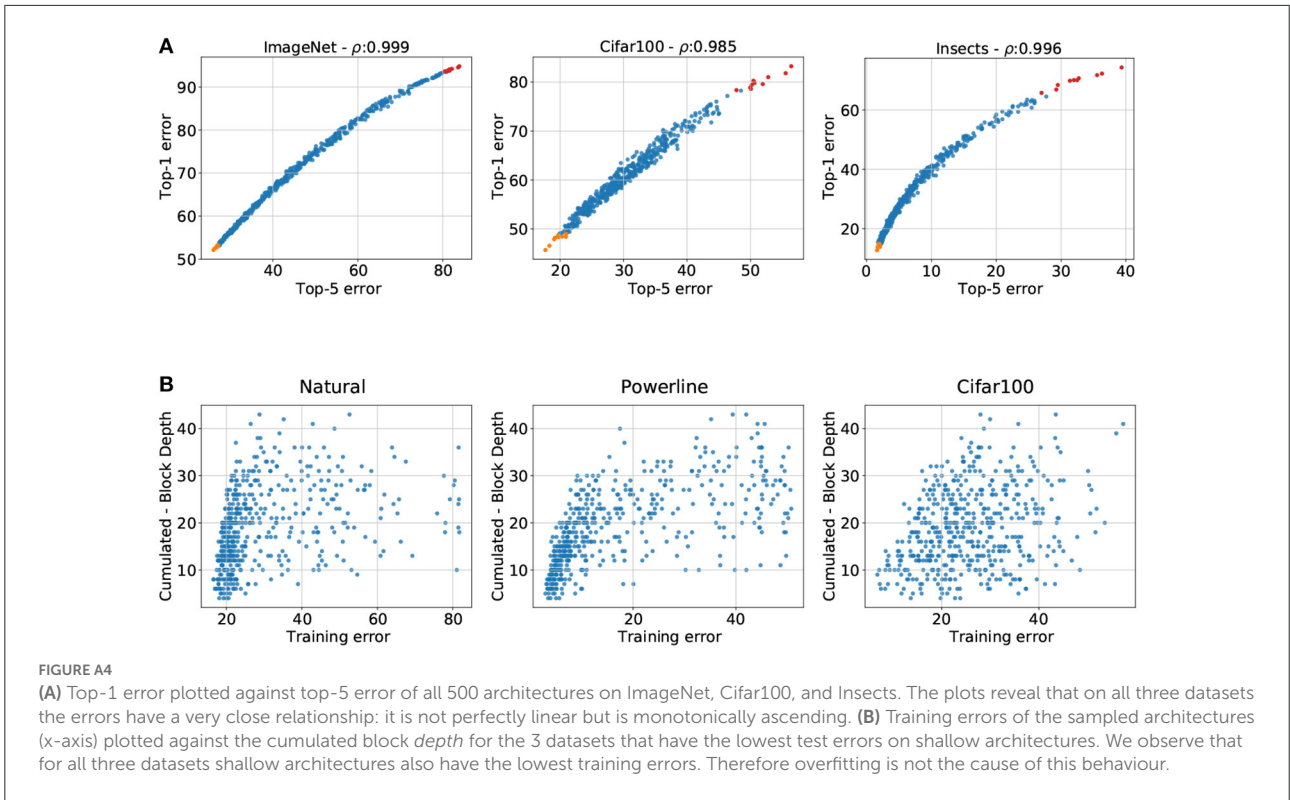 A
ImageNet - ρ:0.999
Cifar100 - ρ:0.985
Insects - ρ:0.996
Top-1 error
90
80
70
60
50
40
60
80
Top-5 error
Top-1 error
80
70
60
50
20
30
40
50
Top-5 error
Top-1 error
60
40
20
0
10
20
30
40
Top-5 error
B
Natural
Powerline
Cifar100
Cumulated - Block Depth
40
30
20
10
20
40
60
80
Training error
Cumulated - Block Depth
40
30
20
10
20
40
Training error
Cumulated - Block Depth
40
30
20
10
20
40
Training error
FIGURE A4
(A) Top-1 error plotted against top-5 error of all 500 architectures on ImageNet, Cifar100, and Insects. The plots reveal that on all three datasets
the errors have a very close relationship: it is not perfectly linear but is monotonically ascending. (B) Training errors of the sampled architectures
(x-axis) plotted against the cumulated block depth for the 3 datasets that have the lowest test errors on shallow architectures. We observe that
for all three datasets shallow architectures also have the lowest training errors. Therefore overfitting is not the cause of this behaviour.